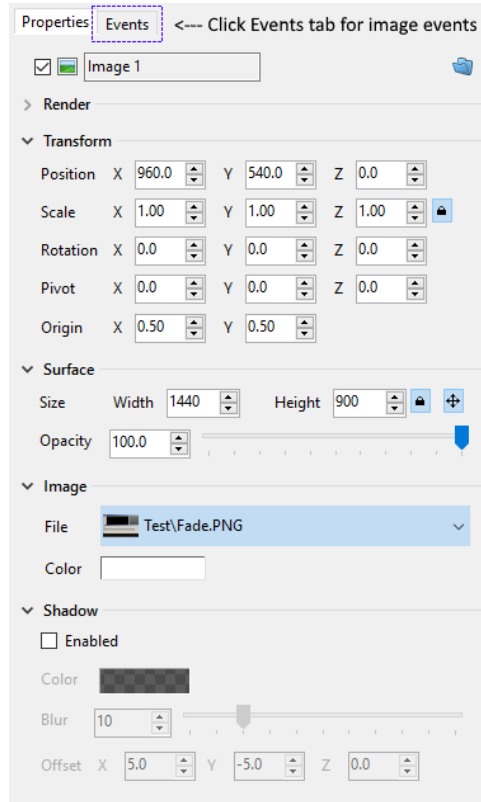 Properties Events <--- Click Events tab for image events
Image 1
Render
Transform
Position X 960.0 Y 540.0 Z 0.0
Scale X 1.00 Y 1.00 Z 1.00
Rotation X 0.0 Y 0.0 Z 0.0
Pivot X 0.0 Y 0.0 Z 0.0
Origin X 0.50 Y 0.50
Surface
Size Width 1440 Height 900
Opacity 100.0
Image
File Test\Fade.PNG
Color
Shadow
Enabled
Color
Blur 10
Offset X 5.0 Y -5.0 Z 0.0